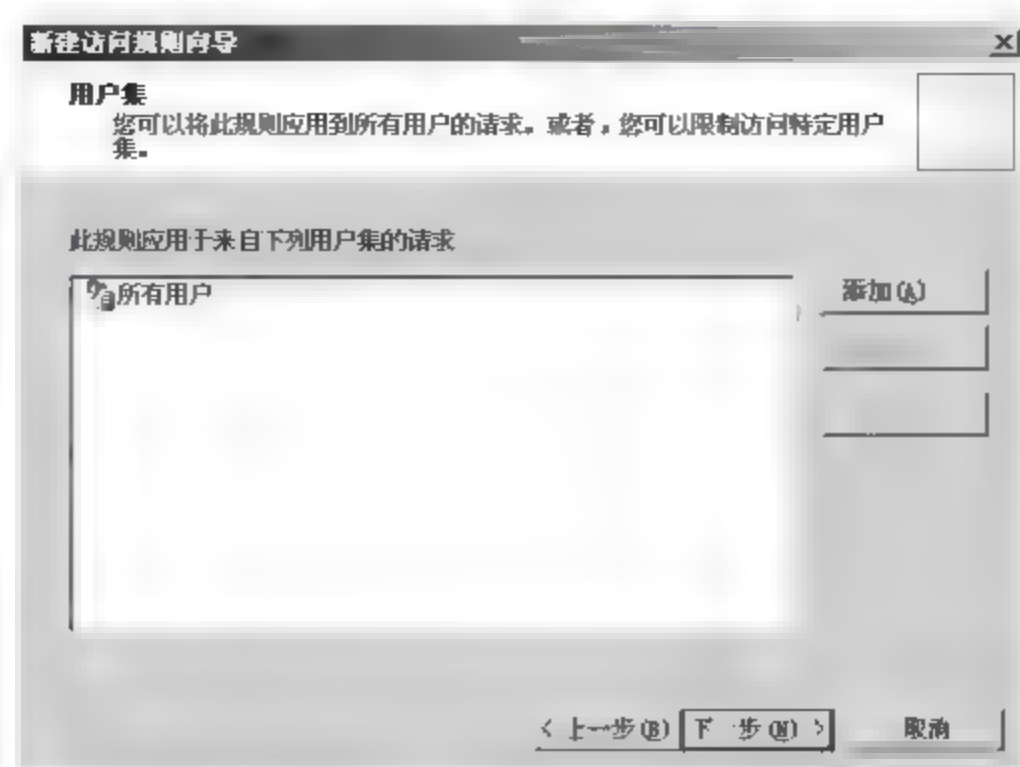 新建访问规则向导
用户集
您可以将此规则应用到所有用户的请求。或者，您可以限制访问特定用户
集。
此规则应用于来自下列用户集的请求
所有用户
添加(A)
< 上一步(B)
下一步(N) >
取消